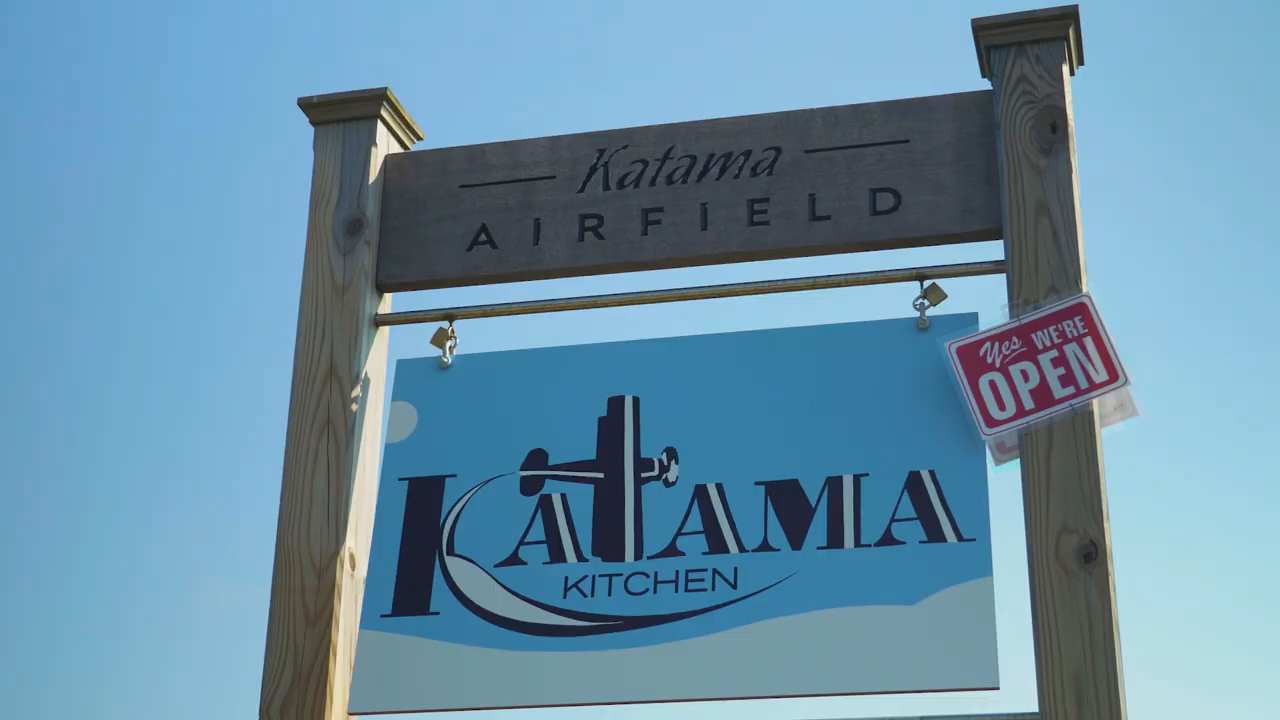 Katama
AIRFIELD
Yes WE'RE
OPEN
KATAMA
KITCHEN